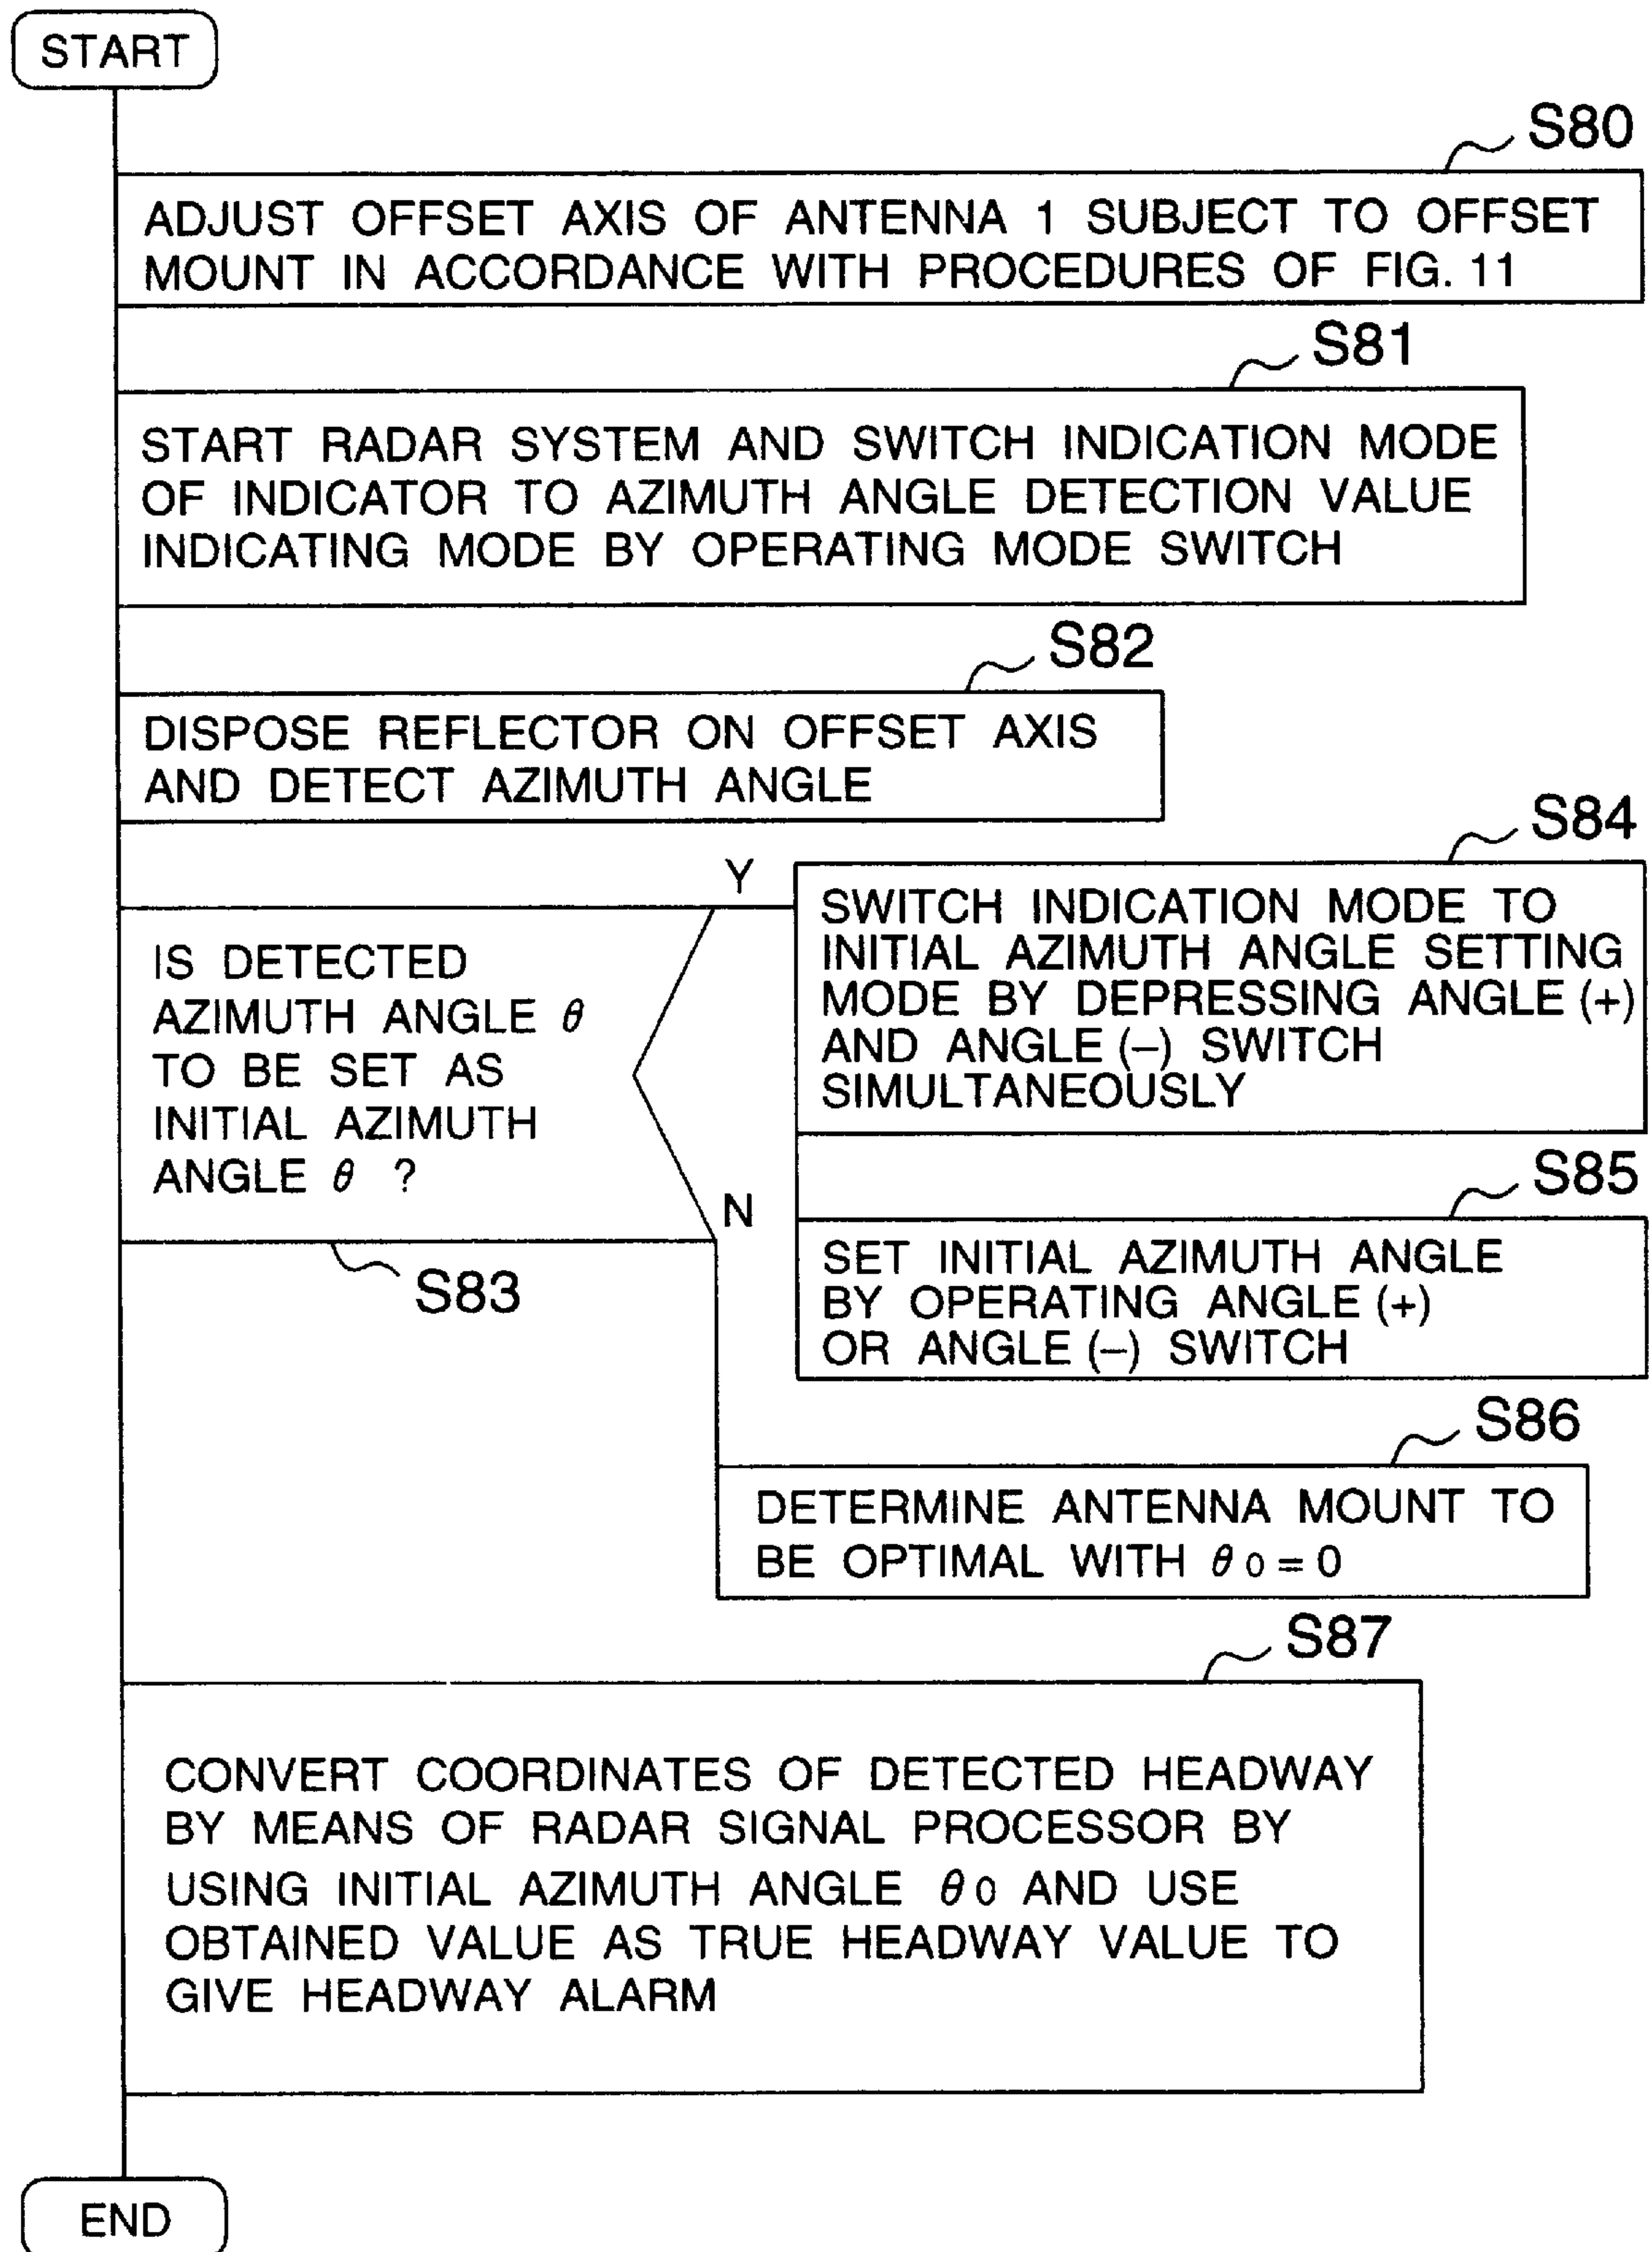 START
S80
ADJUST OFFSET AXIS OF ANTENNA 1 SUBJECT TO OFFSET
MOUNT IN ACCORDANCE WITH PROCEDURES OF FIG. 11
S81
START RADAR SYSTEM AND SWITCH INDICATION MODE
OF INDICATOR TO AZIMUTH ANGLE DETECTION VALUE
INDICATING MODE BY OPERATING MODE SWITCH
S82
DISPOSE REFLECTOR ON OFFSET AXIS
AND DETECT AZIMUTH ANGLE
IS DETECTED
AZIMUTH ANGLE θ
TO BE SET AS
INITIAL AZIMUTH
ANGLE θ ?
S83
Y
S84
SWITCH INDICATION MODE TO
INITIAL AZIMUTH ANGLE SETTING
MODE BY DEPRESSING ANGLE (+)
AND ANGLE (–) SWITCH
SIMULTANEOUSLY
S85
SET INITIAL AZIMUTH ANGLE
BY OPERATING ANGLE (+)
OR ANGLE (–) SWITCH
N
S86
DETERMINE ANTENNA MOUNT TO
BE OPTIMAL WITH θ0 = 0
S87
CONVERT COORDINATES OF DETECTED HEADWAY
BY MEANS OF RADAR SIGNAL PROCESSOR BY
USING INITIAL AZIMUTH ANGLE θ0 AND USE
OBTAINED VALUE AS TRUE HEADWAY VALUE TO
GIVE HEADWAY ALARM
END